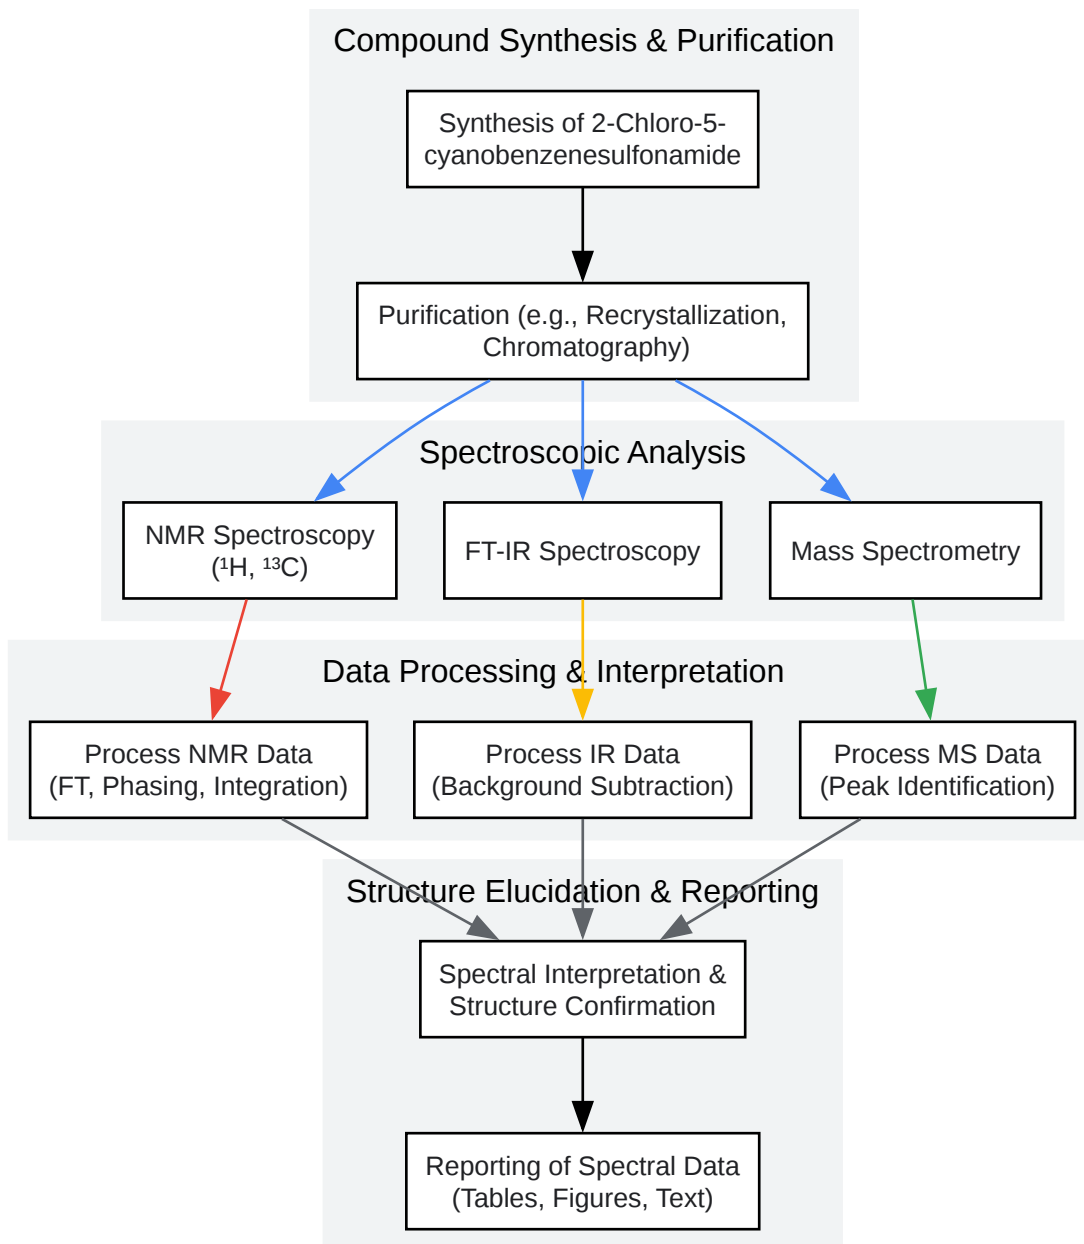 Compound Synthesis & Purification
Synthesis of 2-Chloro-5-
cyanobenzenesulfonamide
Purification (e.g., Recrystallization,
Chromatography)
Spectroscopic Analysis
NMR Spectroscopy
(¹H, ¹³C)
FT-IR Spectroscopy
Mass Spectrometry
Data Processing & Interpretation
Process NMR Data
(FT, Phasing, Integration)
Process IR Data
(Background Subtraction)
Process MS Data
(Peak Identification)
Structure Elucidation & Reporting
Spectral Interpretation &
Structure Confirmation
Reporting of Spectral Data
(Tables, Figures, Text)